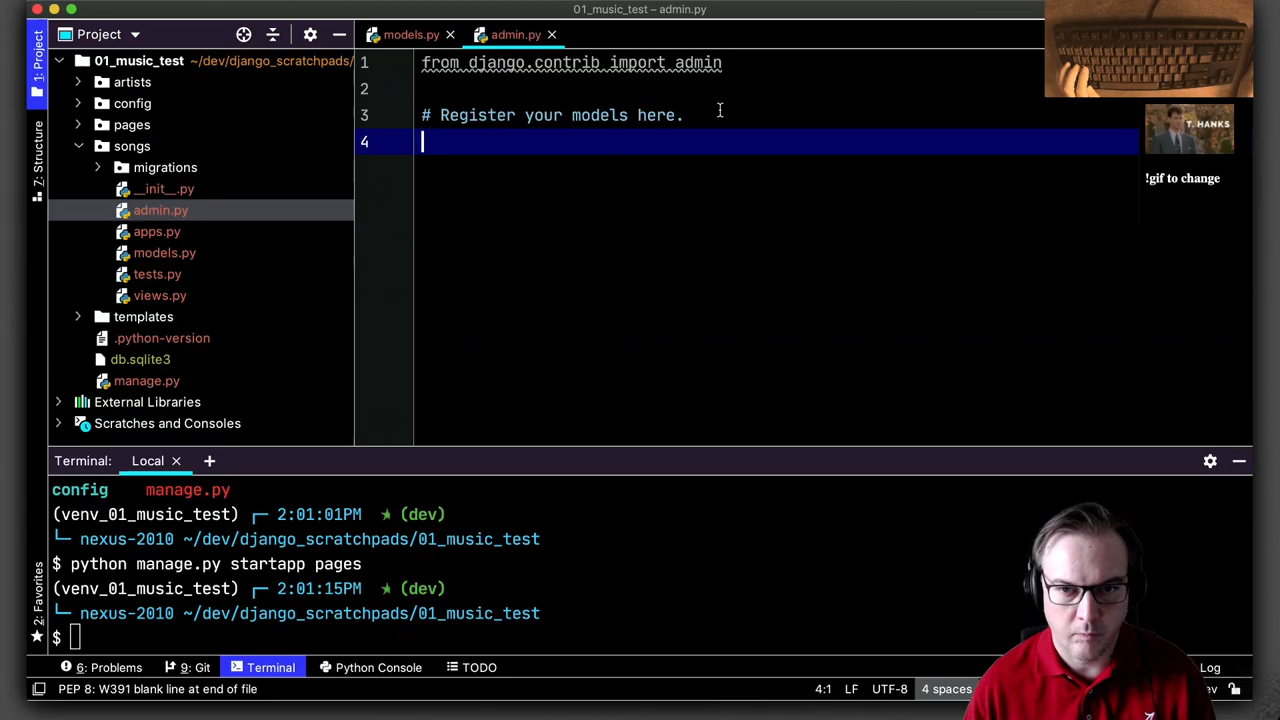 01_music_test – admin.py
Project
models.py
admin.py
1: Project
01_music_test ~/dev/django_scratchpads/
artists
config
pages
songs
migrations
__init__.py
admin.py
apps.py
models.py
tests.py
views.py
templates
.python-version
db.sqlite3
manage.py
External Libraries
Scratches and Consoles
7: Structure
2: Favorites
1 from django.contrib import admin
2
3 # Register your models here.
4
T. HANKS
!gif to change
Terminal: Local
config manage.py
(venv_01_music_test) 2:01:01PM (dev)
nexus-2010 ~/dev/django_scratchpads/01_music_test
$ python manage.py startapp pages
(venv_01_music_test) 2:01:15PM (dev)
nexus-2010 ~/dev/django_scratchpads/01_music_test
$
6: Problems 9: Git Terminal Python Console TODO Log
PEP 8: W391 blank line at end of file 4:1 LF UTF-8 4 spaces